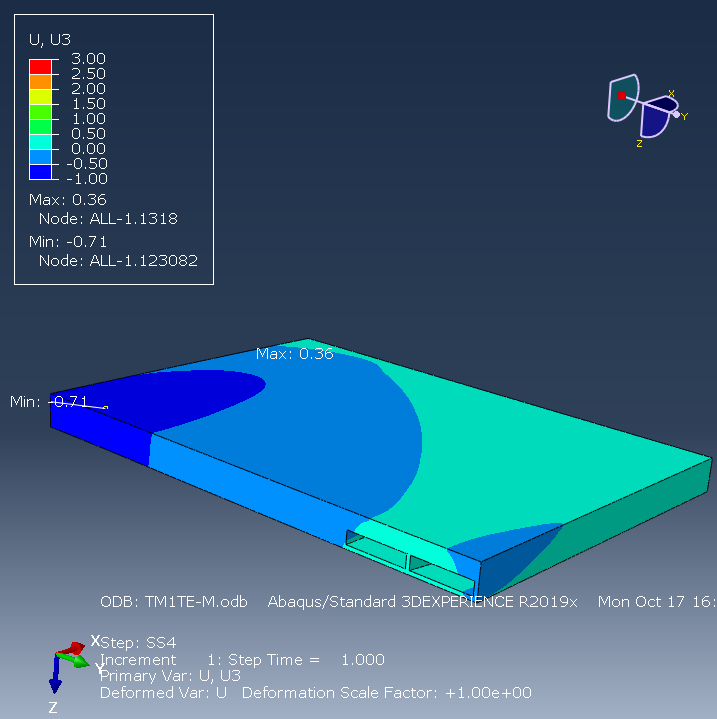 U, U3
3.00
2.50
2.00
1.50
1.00
0.50
0.00
-0.50
-1.00
Max: 0.36
Node: ALL-1.1318
Min: -0.71
Node: ALL-1.123082
X
Y
Z
Max: 0.36
Min: -0.71
ODB: TM1TE-M.odb Abaqus/Standard 3DEXPERIENCE R2019x Mon Oct 17 16:
X
Y
Z
Step: SS4
Increment 1: Step Time = 1.000
Primary Var: U, U3
Deformed Var: U Deformation Scale Factor: +1.00e+00